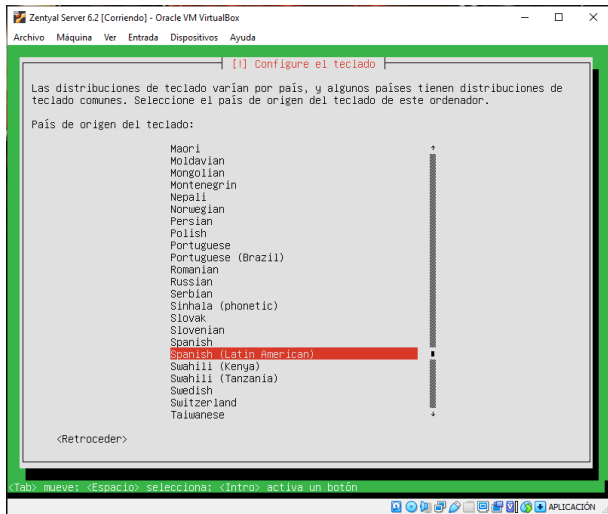 Zentyal Server 6.2 [Corriendo] - Oracle VM VirtualBox
Archivo Máquina Ver Entrada Dispositivos Ayuda
[!] Configure el teclado
Las distribuciones de teclado varían por país, y algunos países tienen distribuciones de
teclado comunes. Seleccione el país de origen del teclado de este ordenador.
País de origen del teclado:
Maori
Moldavian
Mongolian
Montenegrin
Nepali
Norwegian
Persian
Polish
Portuguese
Portuguese (Brazil)
Romanian
Russian
Serbian
Sinhala (phonetic)
Slovak
Slovenian
Spanish
Spanish (Latin American)
Swahili (Kenya)
Swahili (Tanzania)
Swedish
Switzerland
Taiwanese
<Retroceder>
<Tab> mueve; <Espacio> selecciona; <Intro> activa un botón
APLICACIÓN